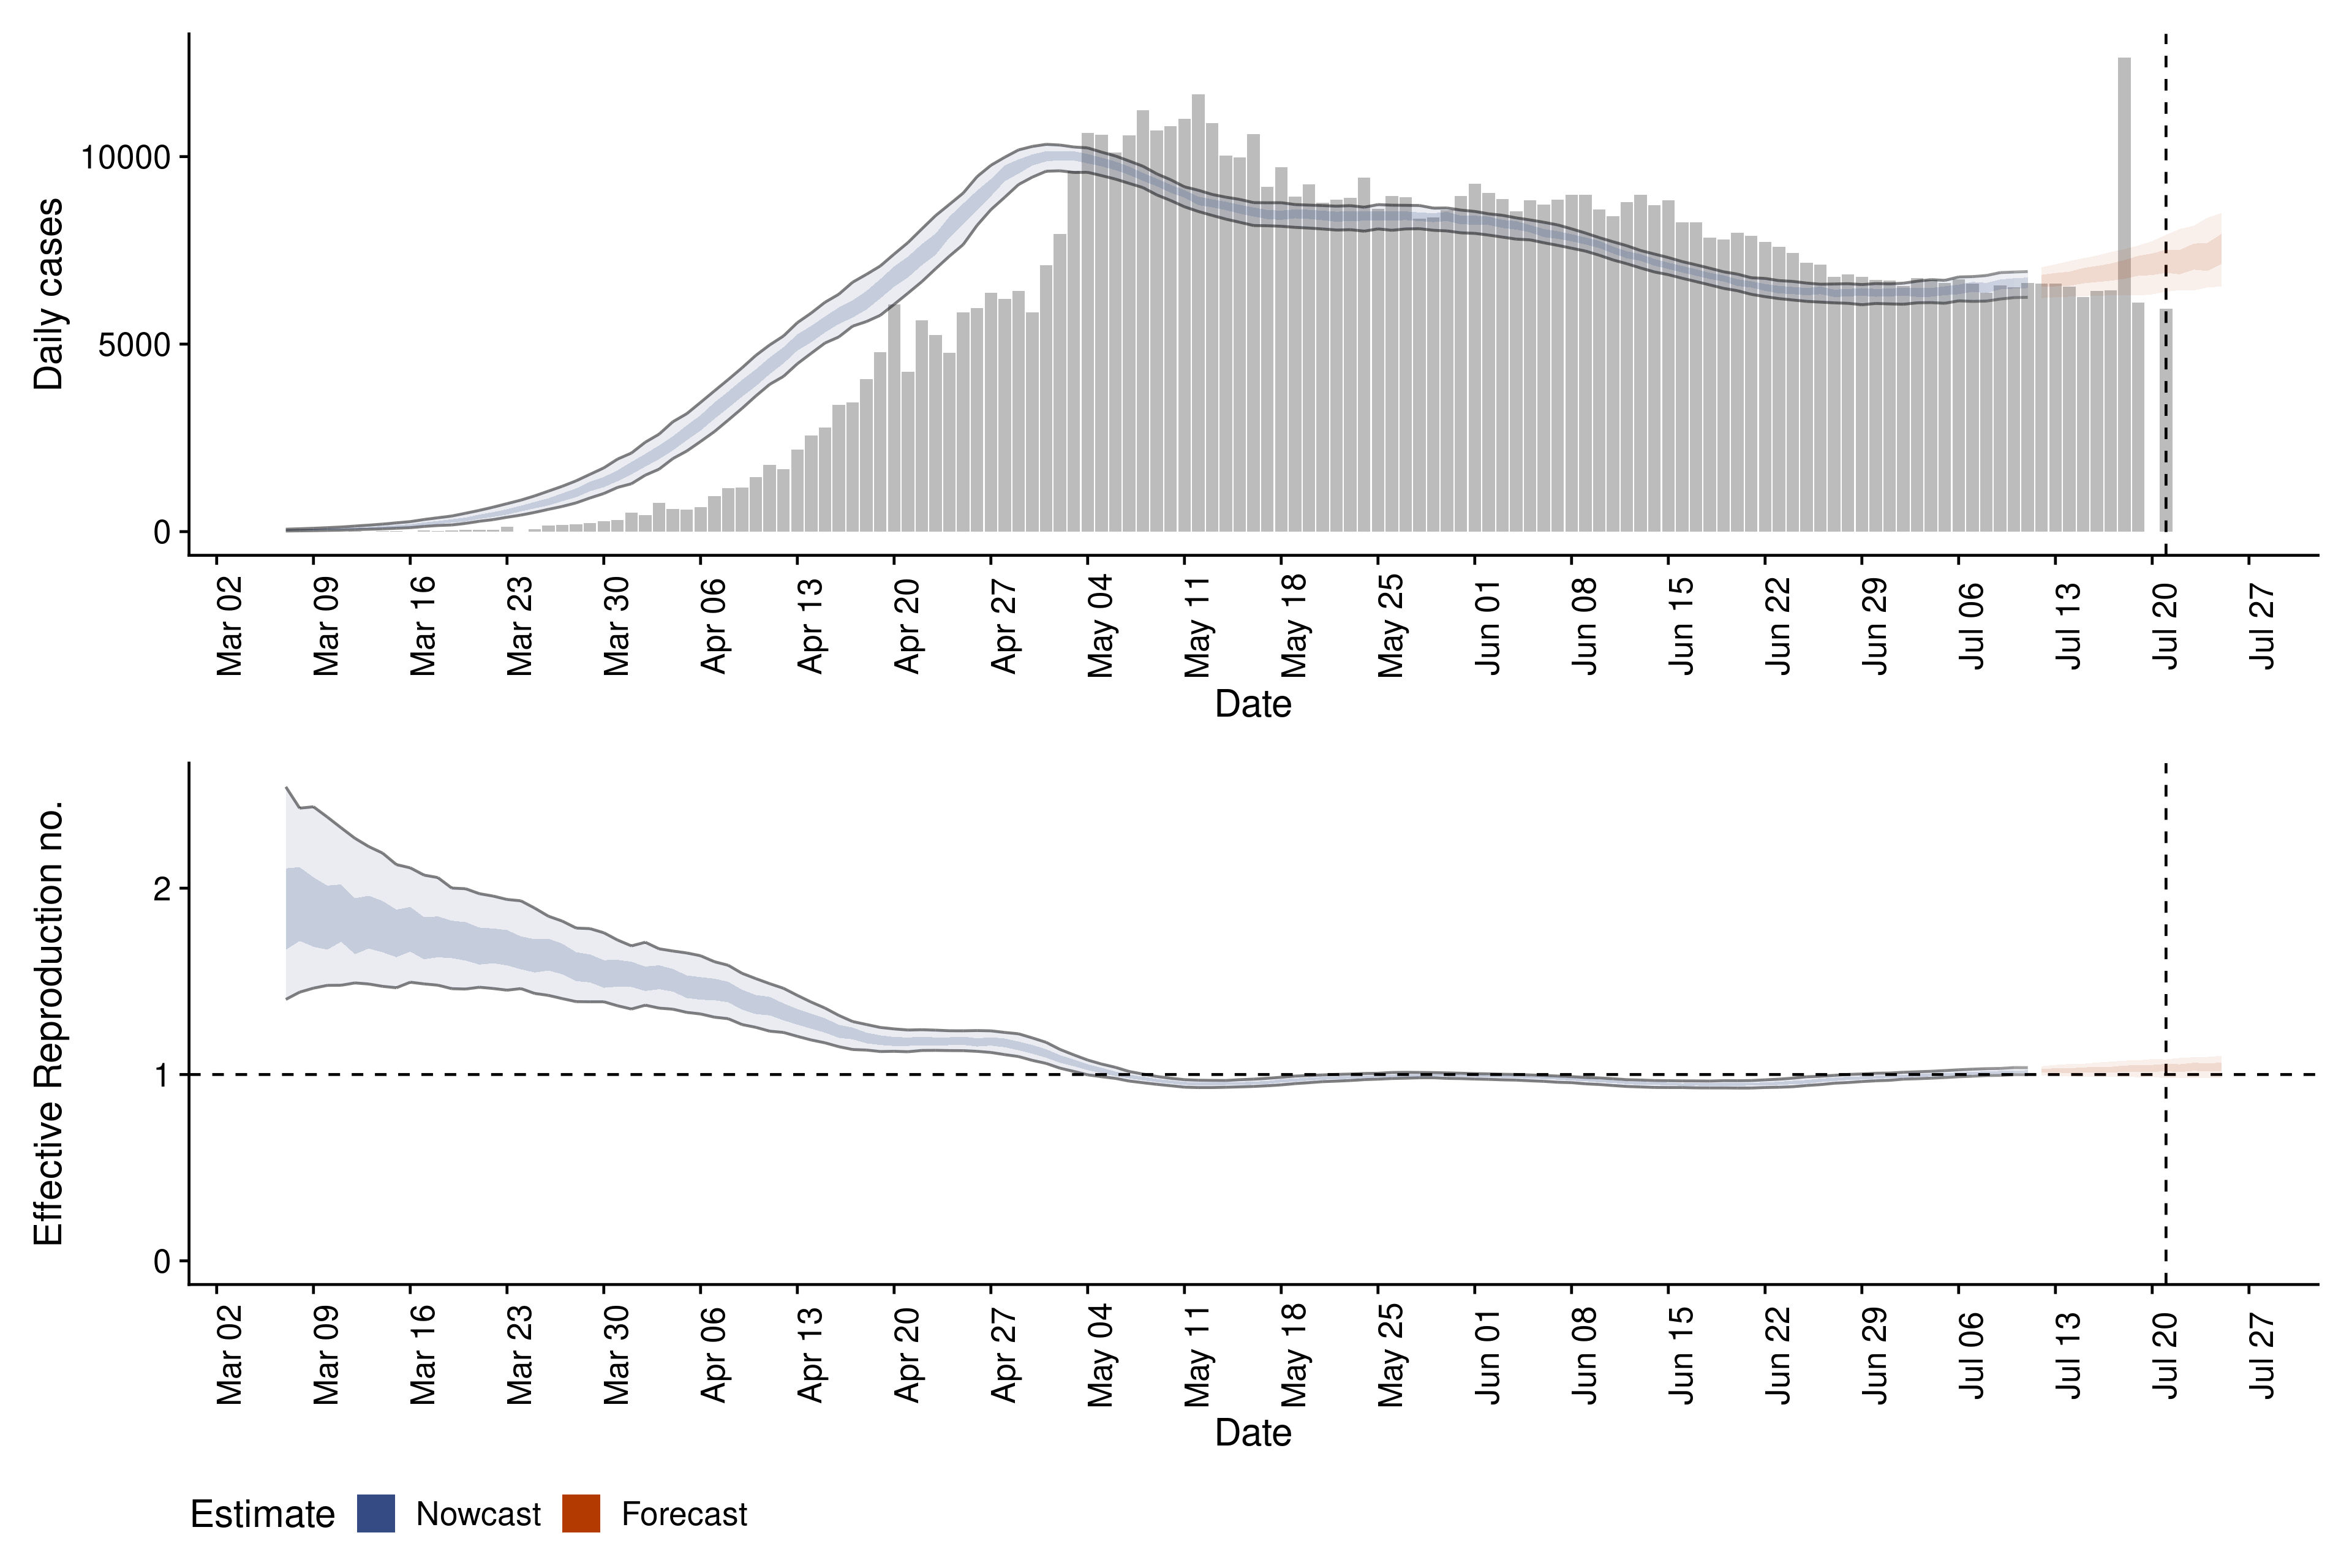 Daily cases
10000
5000
0
Mar 02 Mar 09 Mar 16 Mar 23 Mar 30 Apr 06 Apr 13 Apr 20 Apr 27 May 04 May 11 May 18 May 25 Jun 01 Jun 08 Jun 15 Jun 22 Jun 29 Jul 06 Jul 13 Jul 20 Jul 27
Date
Effective Reproduction no.
2
1
0
Mar 02 Mar 09 Mar 16 Mar 23 Mar 30 Apr 06 Apr 13 Apr 20 Apr 27 May 04 May 11 May 18 May 25 Jun 01 Jun 08 Jun 15 Jun 22 Jun 29 Jul 06 Jul 13 Jul 20 Jul 27
Date
Estimate Nowcast Forecast